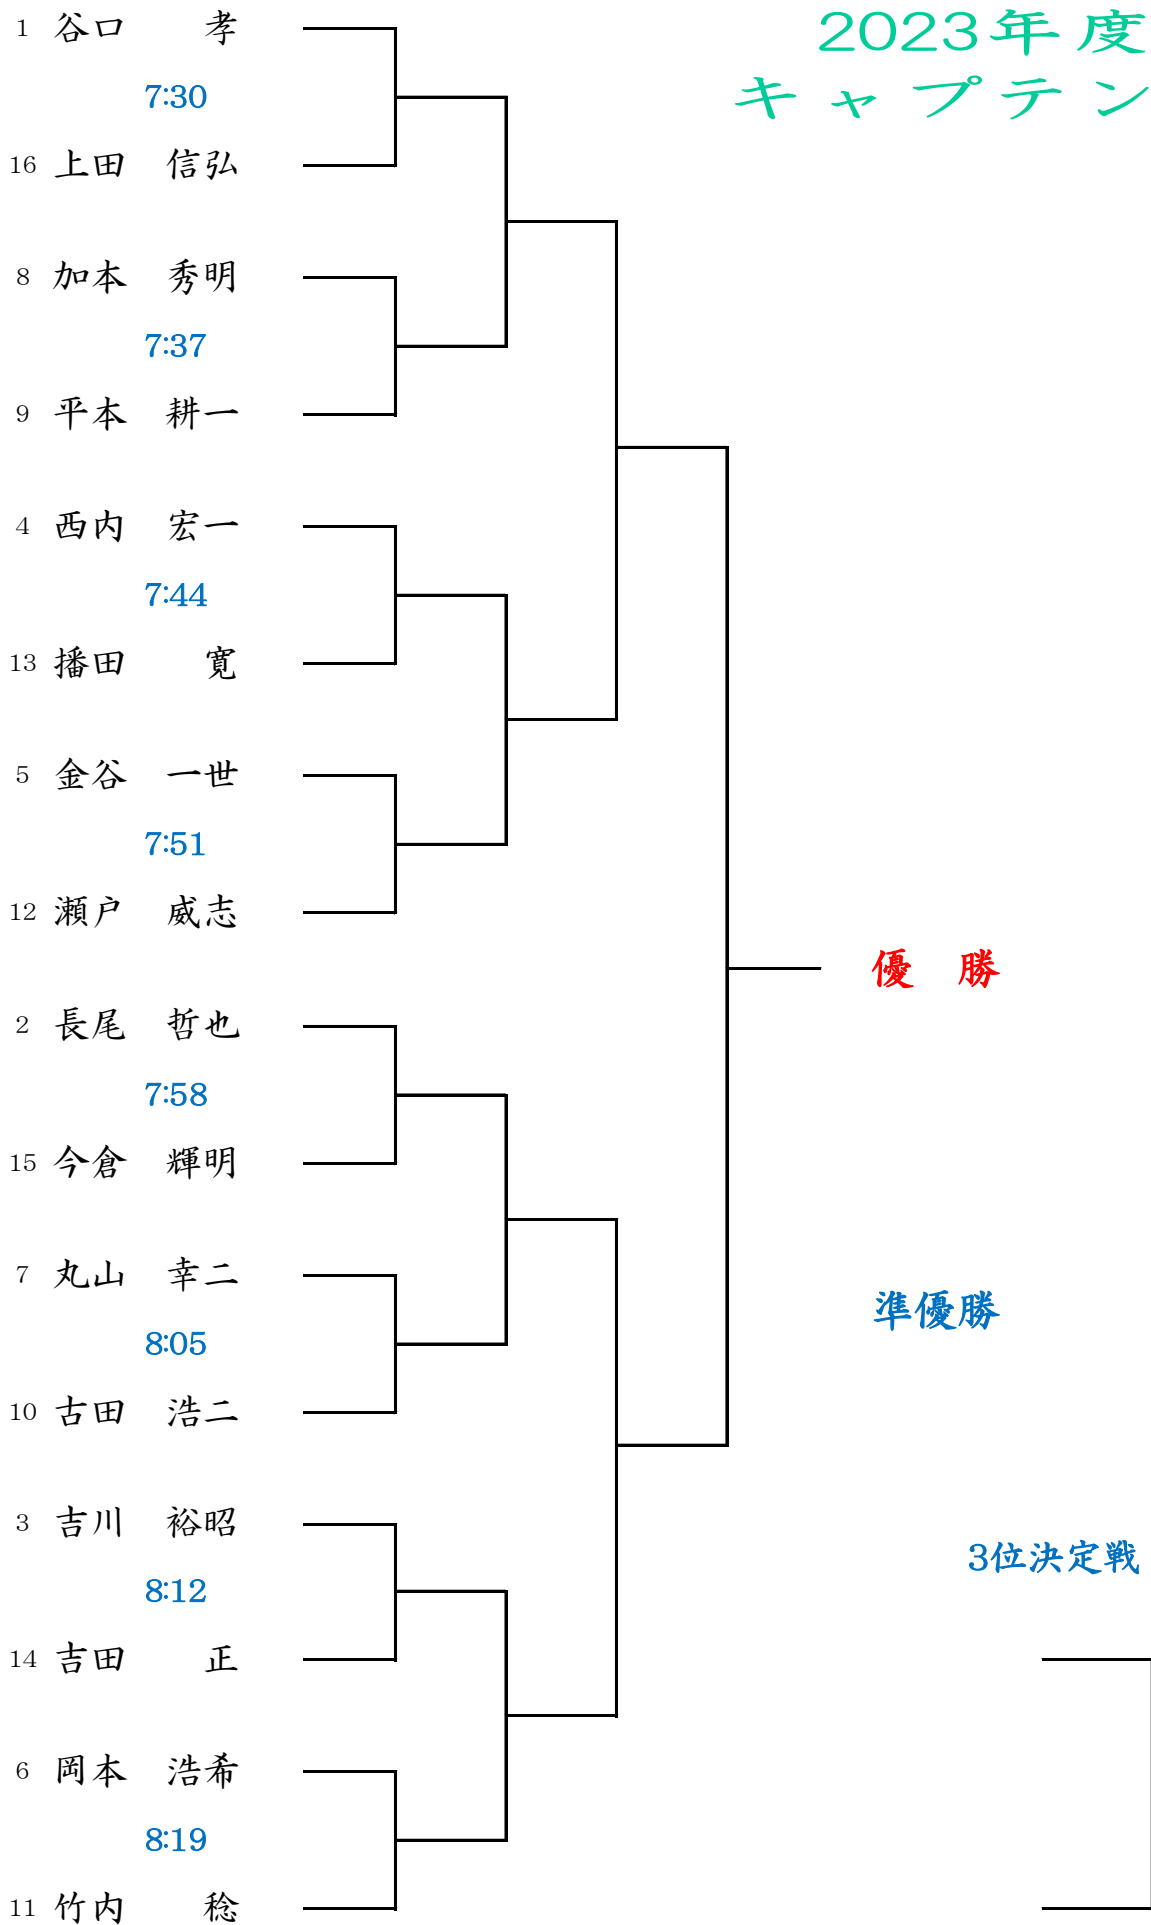 2023年度
キャプテン
1 谷口 孝
7:30
16 上田 信弘
8 加本 秀明
7:37
9 平本 耕一
4 西内 宏一
7:44
13 播田 寛
5 金谷 一世
7:51
12 瀬戸 威志
優 勝
2 長尾 哲也
7:58
15 今倉 輝明
7 丸山 幸二
準優勝
8:05
10 古田 浩二
3 吉川 裕昭
3位決定戦
8:12
14 吉田 正
6 岡本 浩希
8:19
11 竹内 稔